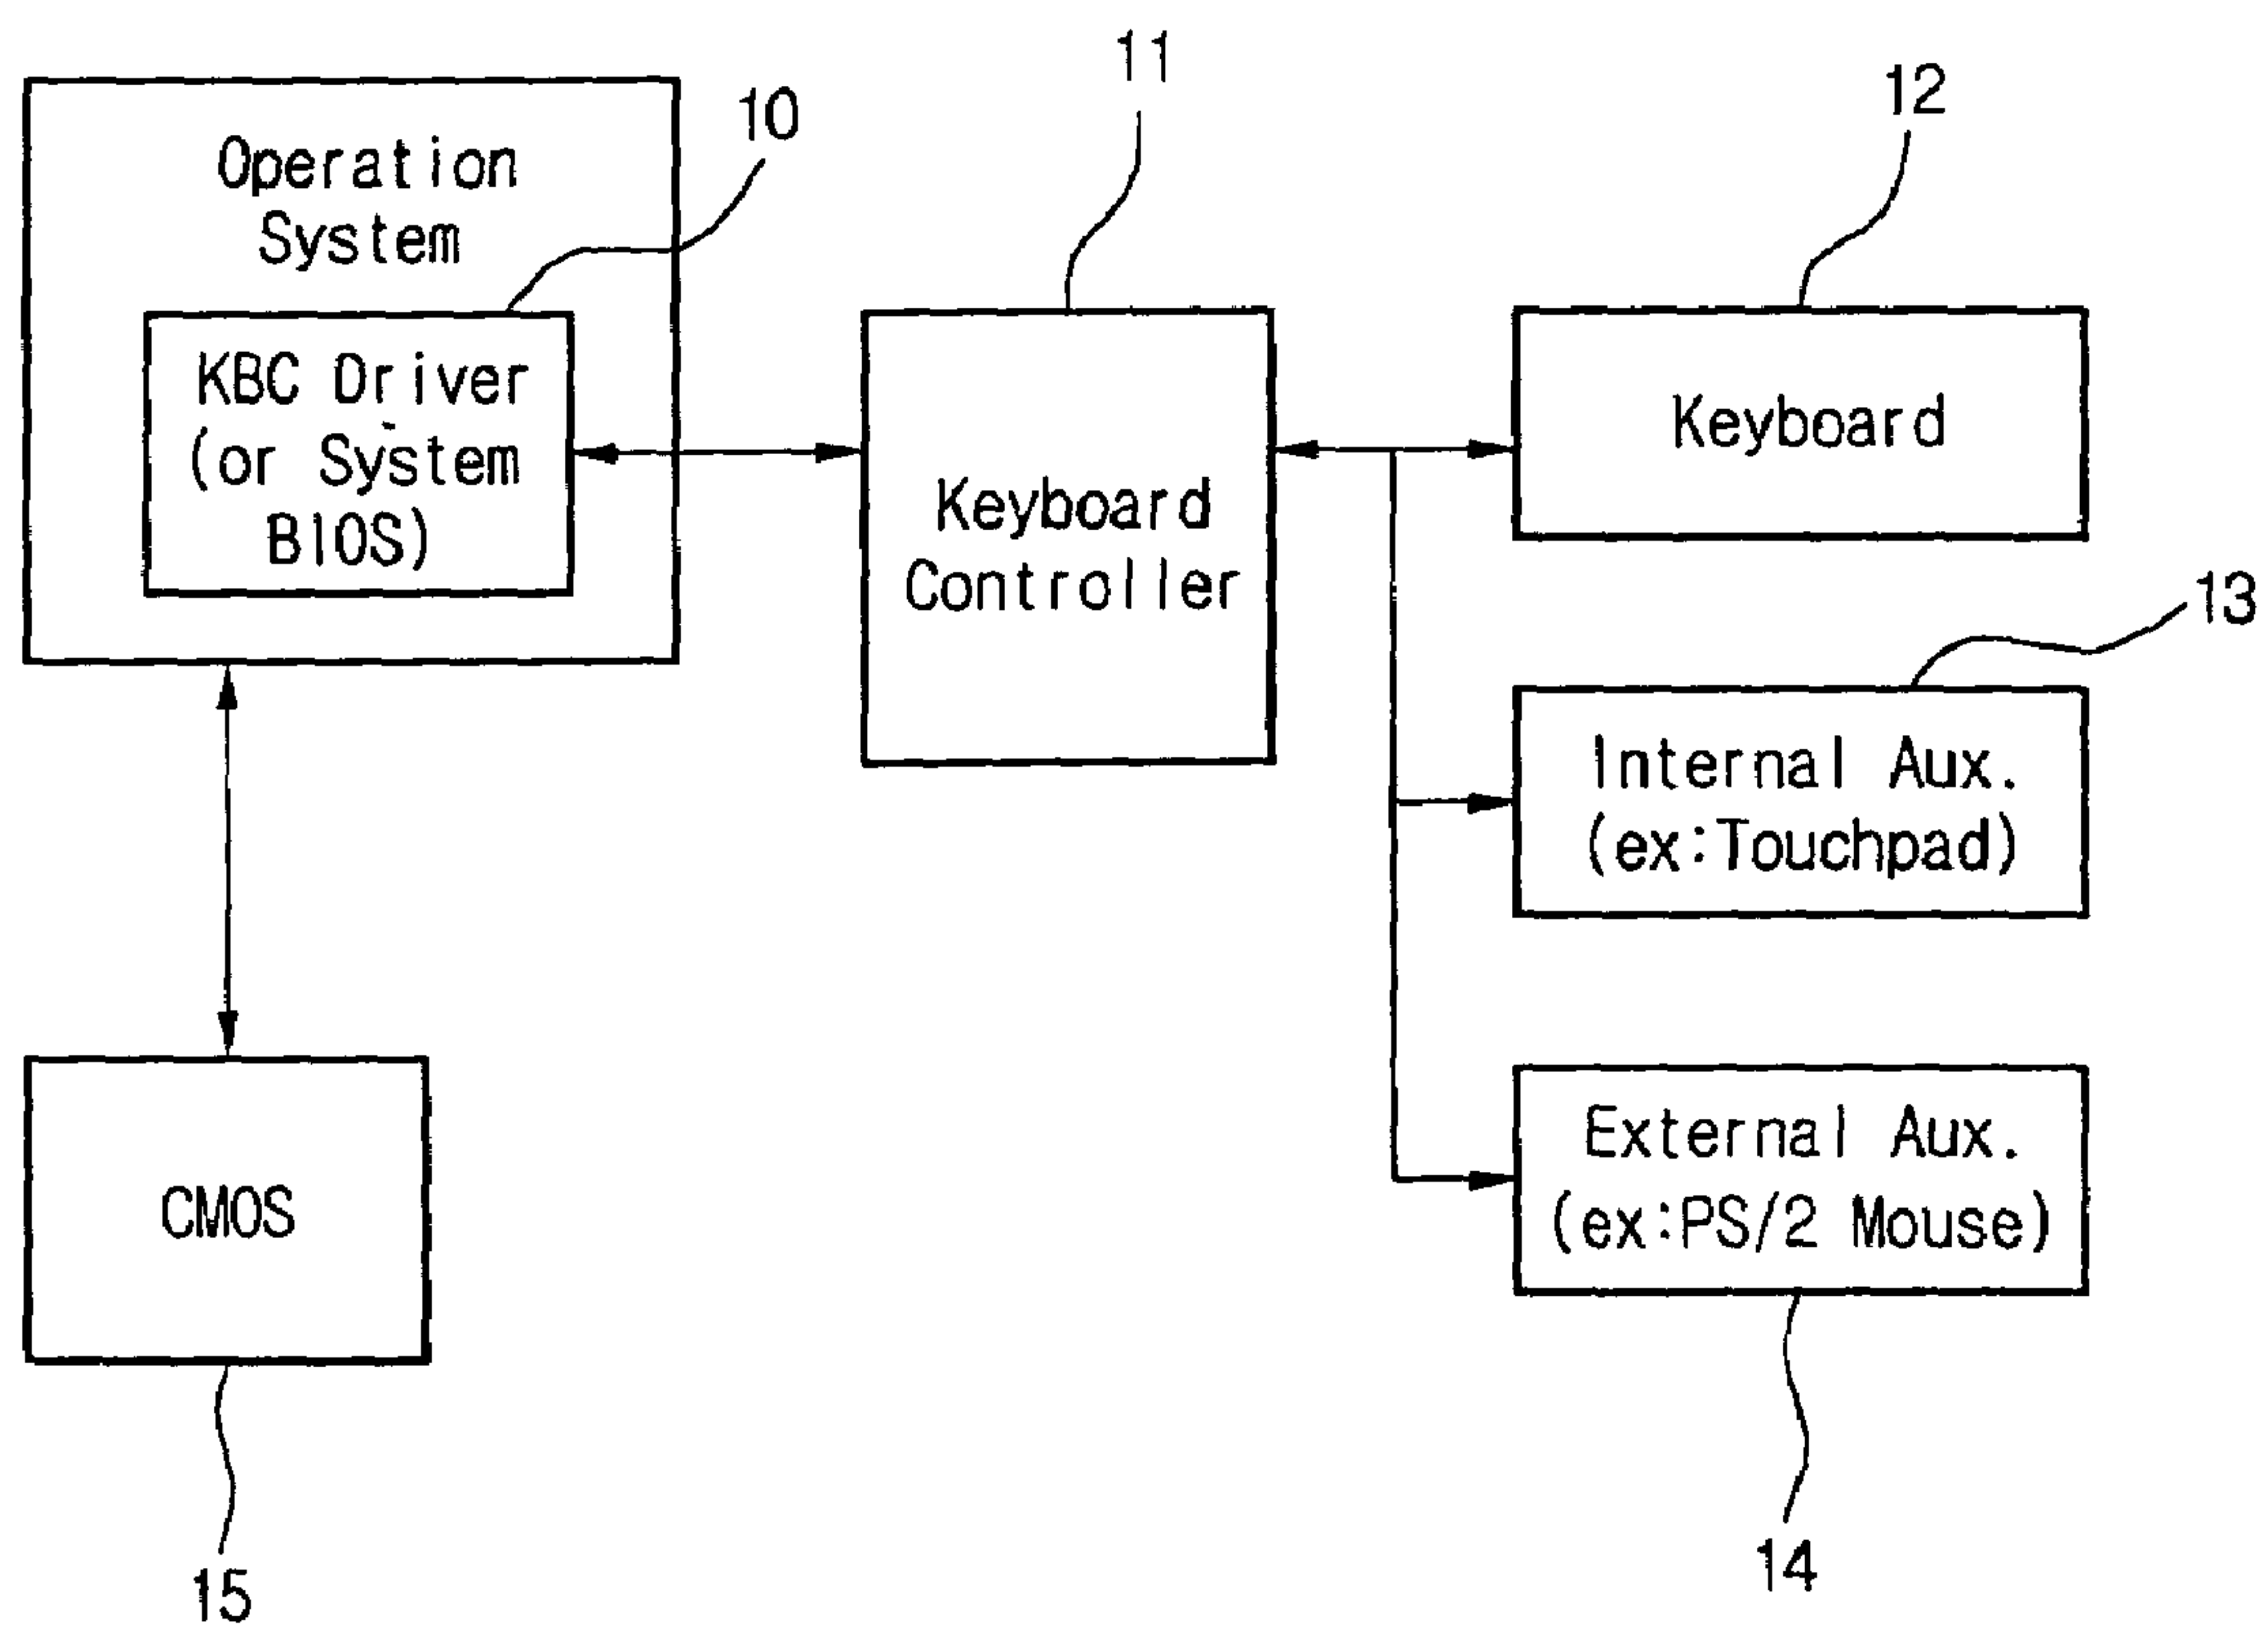 11
12
10
Operation
System
KBC Driver
(or System
BIOS)
Keyboard
Controller
Keyboard
13
Internal Aux.
(ex:Touchpad)
External Aux.
(ex:PS/2 Mouse)
CMOS
14
15